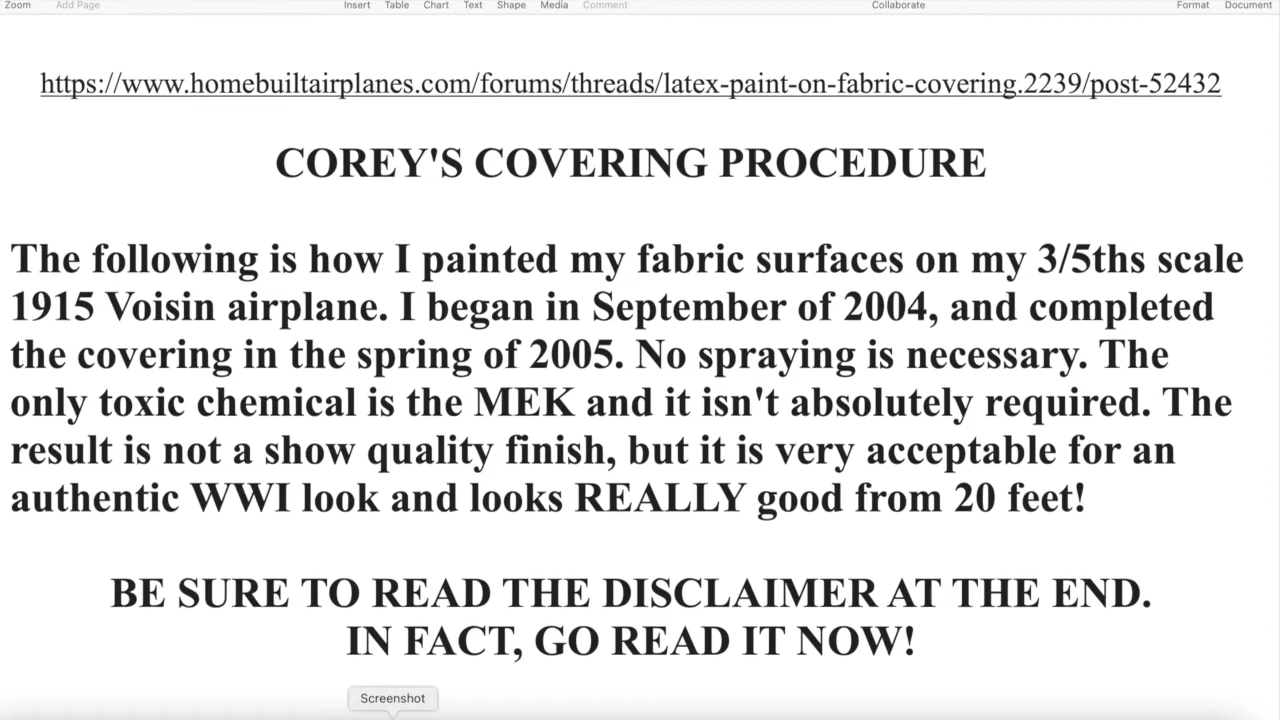 Zoom Add Page Insert Table Chart Text Shape Media Comment Collaborate Format Document
https://www.homebuiltairplanes.com/forums/threads/latex-paint-on-fabric-covering.2239/post-52432
COREY'S COVERING PROCEDURE
The following is how I painted my fabric surfaces on my 3/5ths scale
1915 Voisin airplane. I began in September of 2004, and completed
the covering in the spring of 2005. No spraying is necessary. The
only toxic chemical is the MEK and it isn't absolutely required. The
result is not a show quality finish, but it is very acceptable for an
authentic WWI look and looks REALLY good from 20 feet!
BE SURE TO READ THE DISCLAIMER AT THE END.
IN FACT, GO READ IT NOW!
Screenshot